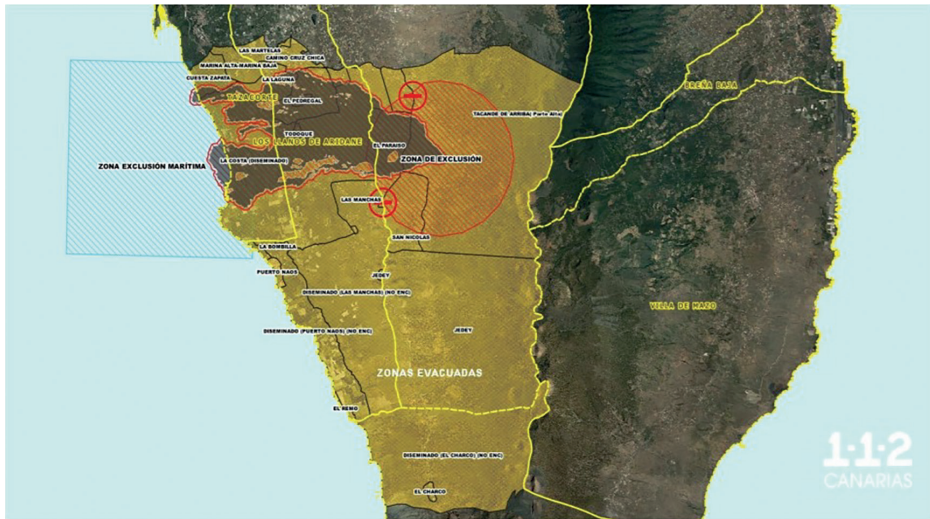 LAS MARTELAS
CAMINO CRUZ CHICA
MARINA ALTA-MARINA BAJA
CUESTA ZAPATA
LA LAGUNA
BREÑA BAJA
TAZACORTE
EL PEDREGAL
TACANDE DE ARRIBA( Parte Alta)
TODOQUE
LOS LLANOS DE ARIDANE
EL PARAISO
ZONA EXCLUSIÓN MARÍTIMA
LA COSTA (DISEMINADO)
ZONA DE EXCLUSIÓN
LAS MANCHAS
SAN NICOLAS
LA BOMBILLA
PUERTO NAOS
JEDEY
DISEMINADO (LAS MANCHAS) (NO ENC)
VILLA DE MAZO
DISEMINADO (PUERTO NAOS) (NO ENC)
JEDEY
ZONAS EVACUADAS
EL REMO
1·1·2
CANARIAS
DISEMINADO (EL CHARCO) (NO ENC)
EL CHARCO